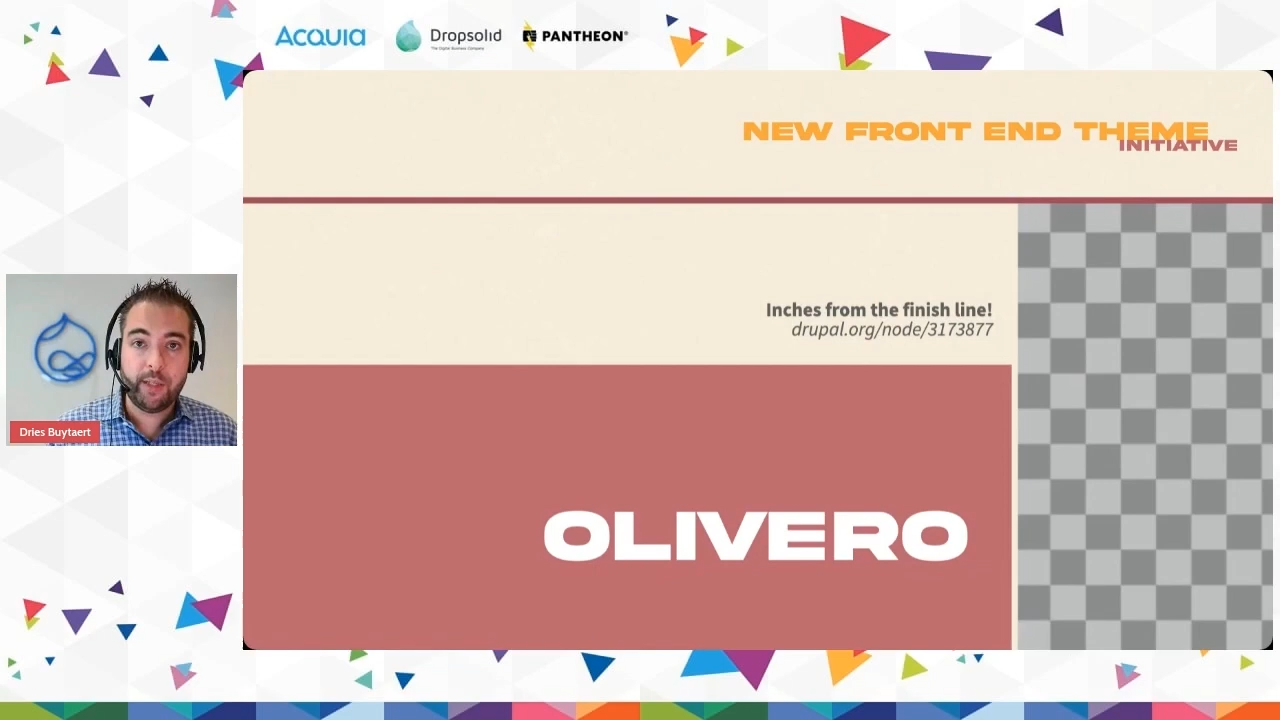 ACQUIA
Dropsolid
The Digital Business Company
PANTHEON®
NEW FRONT END THEME
INITIATIVE
Inches from the finish line!
drupal.org/node/3173877
Dries Buytaert
OLIVERO